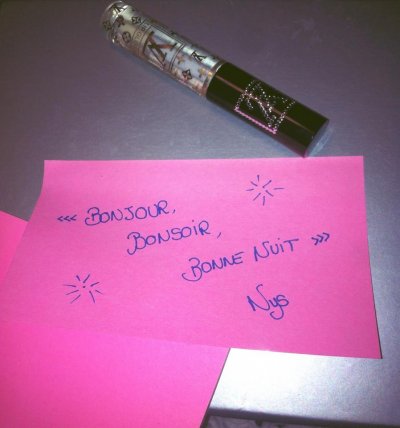 ««« BONJOUR,
BONSOIR,
BONNE NUIT »»»
Nys